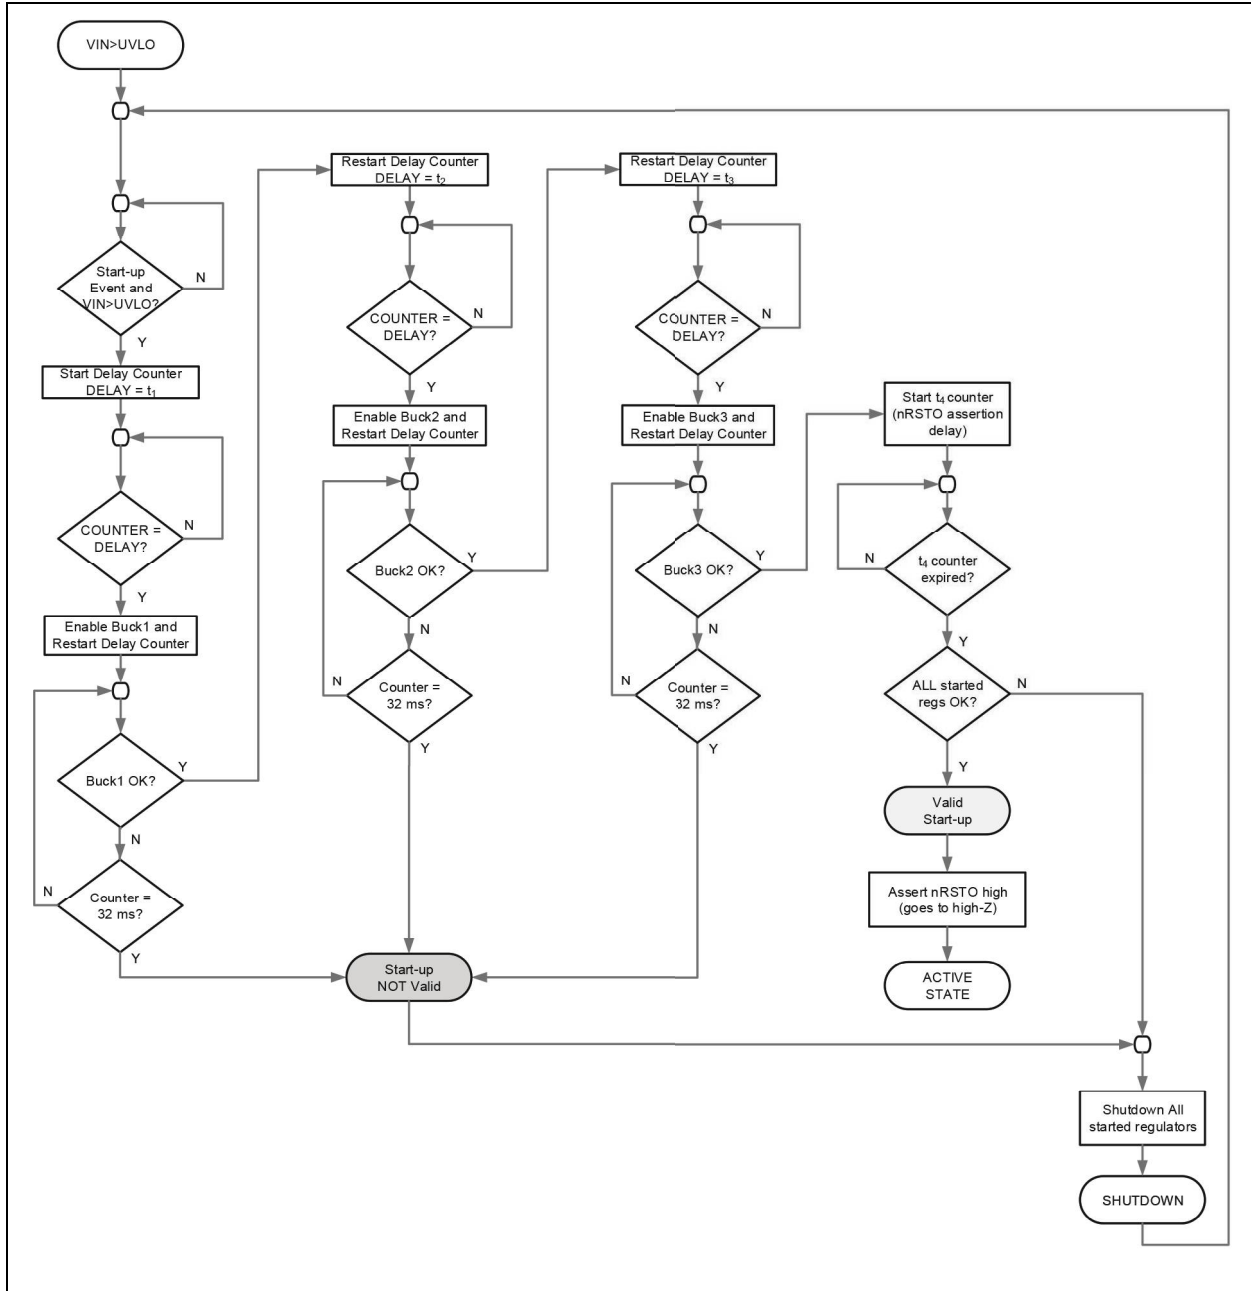 VIN>UVLO
Start-up
Event and
VIN>UVLO?
N
Y
Start Delay Counter
DELAY = t₁
COUNTER =
DELAY?
N
Y
Enable Buck1 and
Restart Delay Counter
Buck1 OK?
Y
N
Counter =
32 ms?
N
Y
Restart Delay Counter
DELAY = t₂
COUNTER =
DELAY?
N
Y
Enable Buck2 and
Restart Delay Counter
Buck2 OK?
Y
N
Counter =
32 ms?
N
Y
Start-up
NOT Valid
Restart Delay Counter
DELAY = t₃
COUNTER =
DELAY?
N
Y
Enable Buck3 and
Restart Delay Counter
Buck3 OK?
Y
N
Counter =
32 ms?
N
Y
Start t₄ counter
(nRSTO assertion
delay)
t₄ counter
expired?
N
Y
ALL started
regs OK?
N
Y
Valid
Start-up
Assert nRSTO high
(goes to high-Z)
ACTIVE
STATE
Shutdown All
started regulators
SHUTDOWN